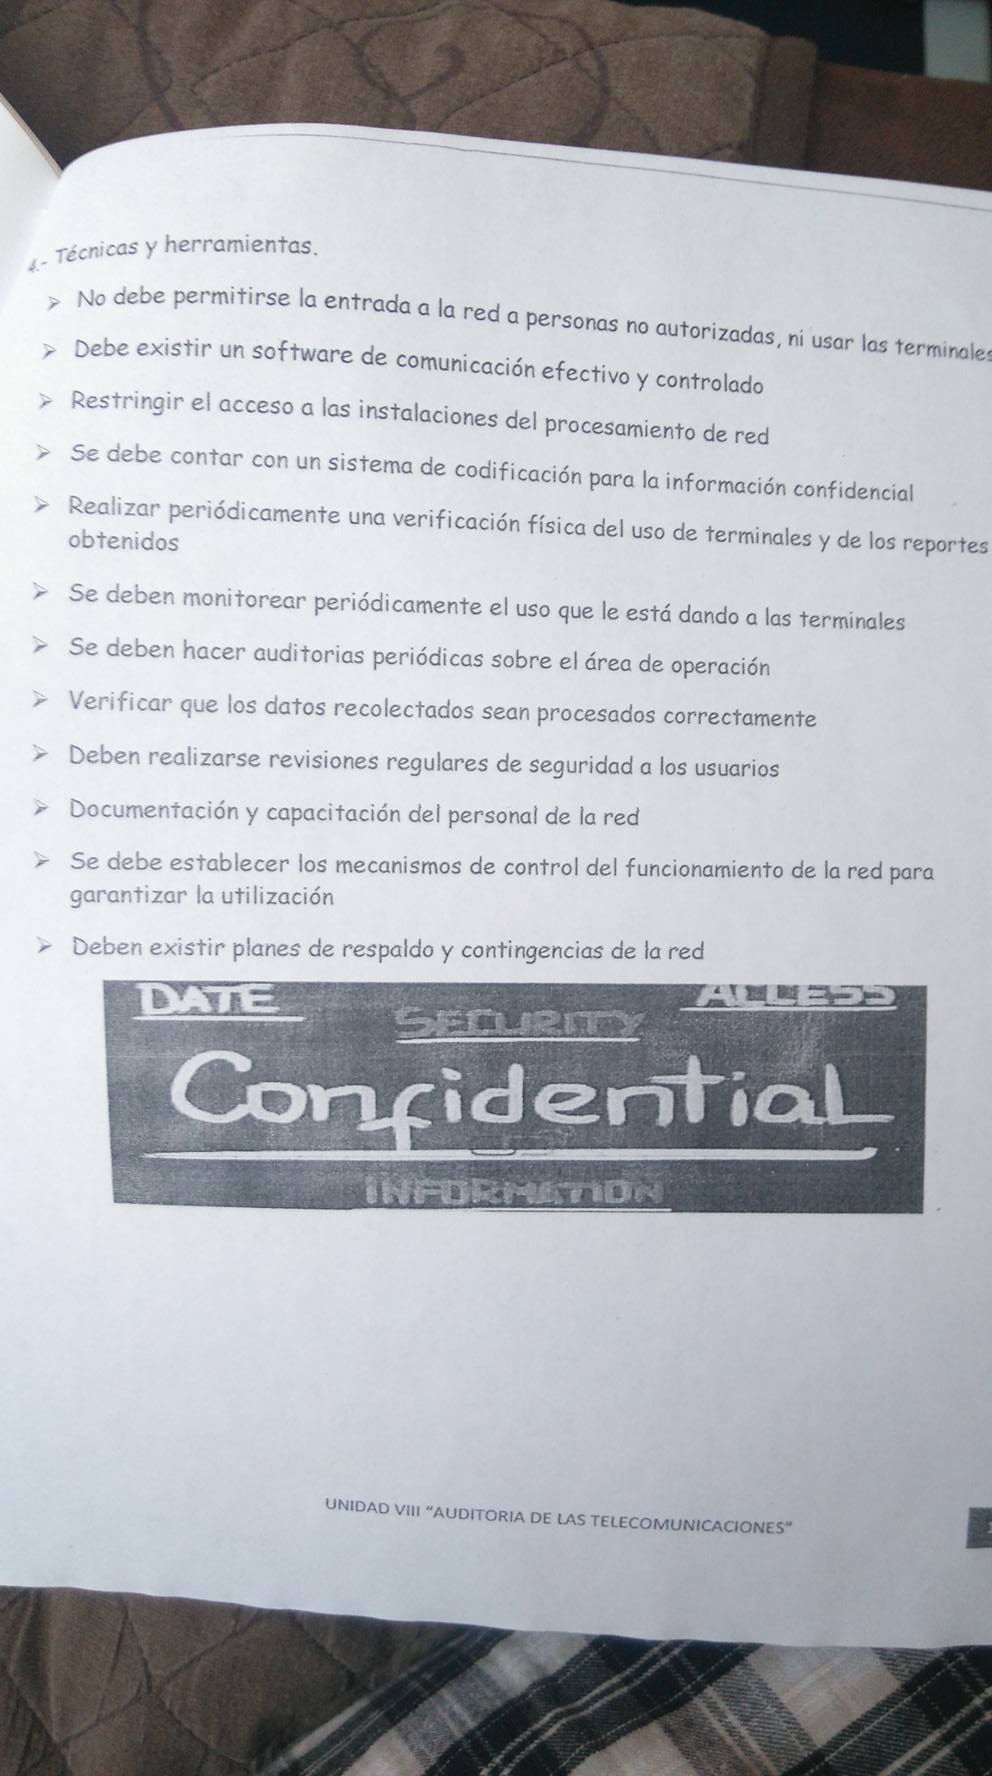 4.- Técnicas y herramientas.
➢ No debe permitirse la entrada a la red a personas no autorizadas, ni usar las terminales
➢ Debe existir un software de comunicación efectivo y controlado
➢ Restringir el acceso a las instalaciones del procesamiento de red
➢ Se debe contar con un sistema de codificación para la información confidencial
➢ Realizar periódicamente una verificación física del uso de terminales y de los reportes
obtenidos
➢ Se deben monitorear periódicamente el uso que le está dando a las terminales
➢ Se deben hacer auditorias periódicas sobre el área de operación
➢ Verificar que los datos recolectados sean procesados correctamente
➢ Deben realizarse revisiones regulares de seguridad a los usuarios
➢ Documentación y capacitación del personal de la red
➢ Se debe establecer los mecanismos de control del funcionamiento de la red para
garantizar la utilización
➢ Deben existir planes de respaldo y contingencias de la red
DATE
ACCESS
SECURITY
Confidential
INFORMATION
UNIDAD VIII "AUDITORIA DE LAS TELECOMUNICACIONES"